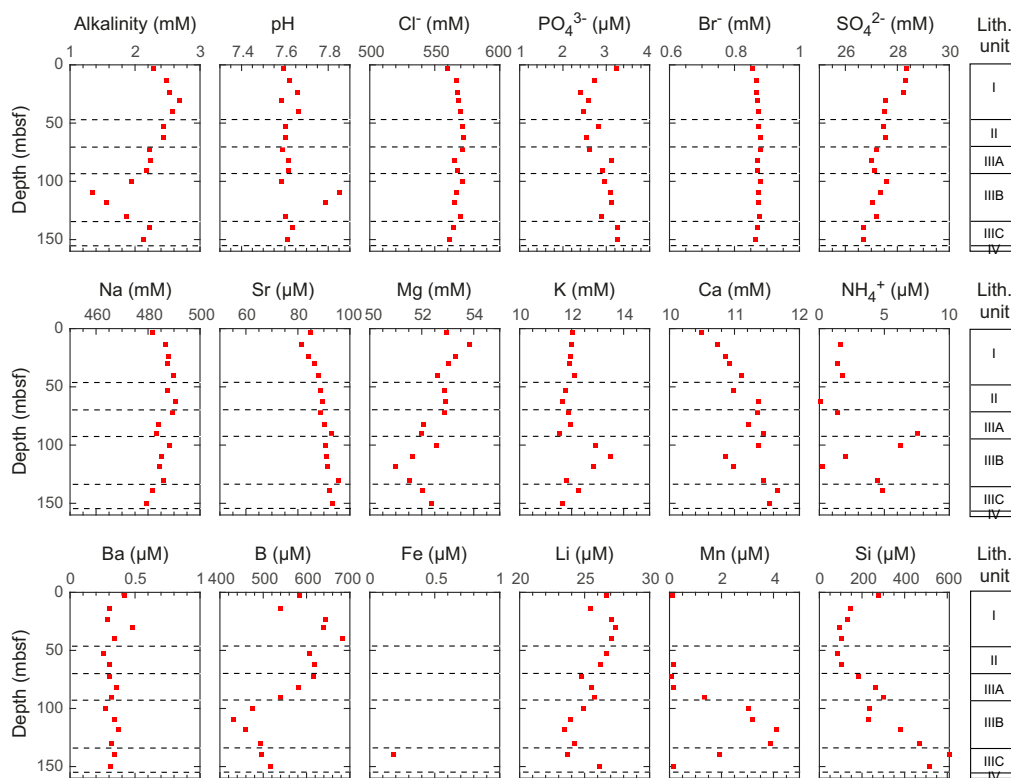 Alkalinity (mM) pH Cl⁻ (mM) PO₄³⁻ (µM) Br⁻ (mM) SO₄²⁻ (mM) Lith. unit
1 2 3 7.4 7.6 7.8 500 550 600 1 2 3 4 0.6 0.8 1 26 28 30
Depth (mbsf)
0
50
100
150
I
II
IIIA
IIIB
IIIC
IV
Na (mM) Sr (µM) Mg (mM) K (mM) Ca (mM) NH₄⁺ (µM) Lith. unit
460 480 500 60 80 100 50 52 54 10 12 14 10 11 12 0 5 10
Depth (mbsf)
0
50
100
150
I
II
IIIA
IIIB
IIIC
IV
Ba (µM) B (µM) Fe (µM) Li (µM) Mn (µM) Si (µM) Lith. unit
0 0.5 1 400 500 600 700 0 0.5 1 20 25 30 0 2 4 0 200 400 600
Depth (mbsf)
0
50
100
150
I
II
IIIA
IIIB
IIIC
IV